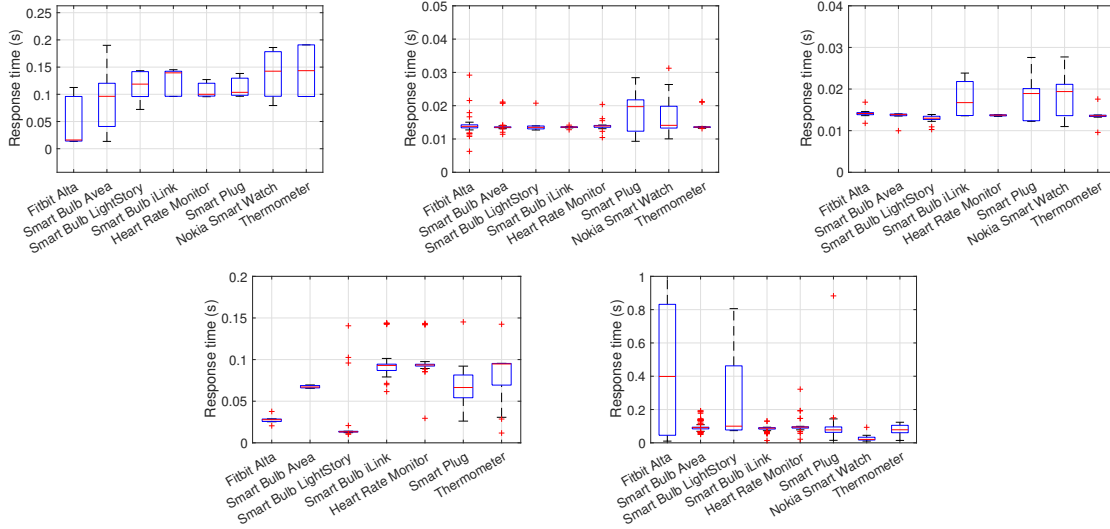 Response time (s)
0.25
0.2
0.15
0.1
0.05
0
Fitbit Alta
Smart Bulb Avea
Smart Bulb LightStory
Smart Bulb iLink
Heart Rate Monitor
Smart Plug
Nokia Smart Watch
Thermometer
Response time (s)
0.05
0.04
0.03
0.02
0.01
0
Fitbit Alta
Smart Bulb Avea
Smart Bulb LightStory
Smart Bulb iLink
Heart Rate Monitor
Smart Plug
Nokia Smart Watch
Thermometer
Response time (s)
0.04
0.03
0.02
0.01
0
Fitbit Alta
Smart Bulb Avea
Smart Bulb LightStory
Smart Bulb iLink
Heart Rate Monitor
Smart Plug
Nokia Smart Watch
Thermometer
Response time (s)
0.2
0.15
0.1
0.05
0
Fitbit Alta
Smart Bulb Avea
Smart Bulb LightStory
Smart Bulb iLink
Heart Rate Monitor
Smart Plug
Thermometer
Response time (s)
1
0.8
0.6
0.4
0.2
0
Fitbit Alta
Smart Bulb Avea
Smart Bulb LightStory
Smart Bulb iLink
Heart Rate Monitor
Smart Plug
Nokia Smart Watch
Thermometer